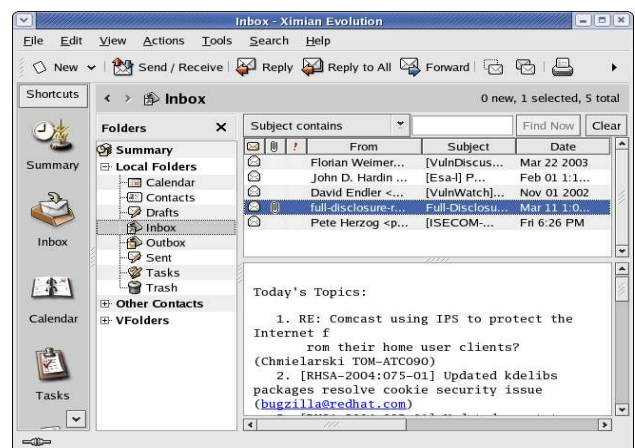 Inbox - Ximian Evolution
File Edit View Actions Tools Search Help
New Send / Receive Reply Reply to All Forward
Shortcuts
Inbox
0 new, 1 selected, 5 total
Summary
Inbox
Calendar
Tasks
Folders
Summary
Local Folders
Calendar
Contacts
Drafts
Inbox
Outbox
Sent
Tasks
Trash
Other Contacts
VFolders
Subject contains Find Now Clear
! From Subject Date
Florian Weimer... [VulnDiscus... Mar 22 2003
John D. Hardin ... [Esa-l] P... Feb 01 1:1...
David Endler <... [VulnWatch]... Nov 01 2002
full-disclosure-r... Full-Disclosu... Mar 11 1:0...
Pete Herzog <p... [ISECOM-... Fri 6:26 PM
Today's Topics:
1. RE: Comcast using IPS to protect the
Internet f
rom their home user clients?
(Chmielarski TOM-ATC090)
2. [RHSA-2004:075-01] Updated kdelibs
packages resolve cookie security issue
(bugzilla@redhat.com)